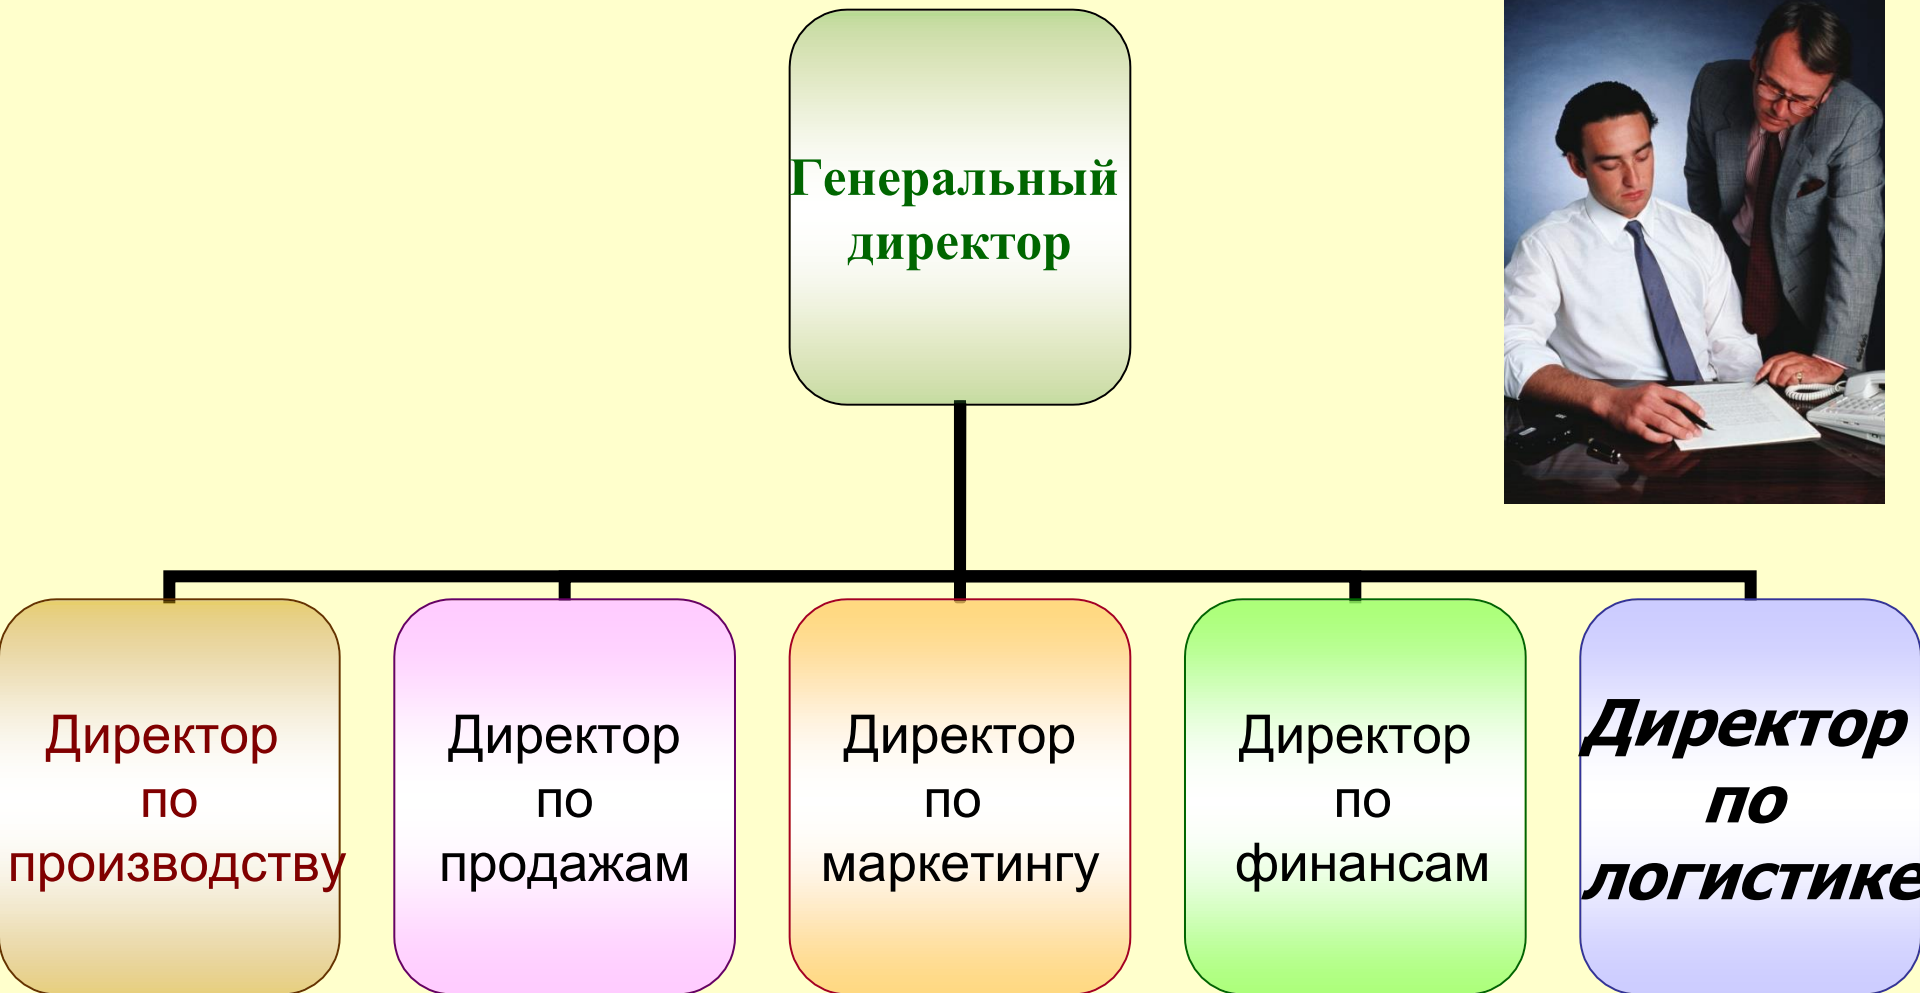 Генеральный
директор
Директор
по
производству
Директор
по
продажам
Директор
по
маркетингу
Директор
по
финансам
Директор
по
логистике